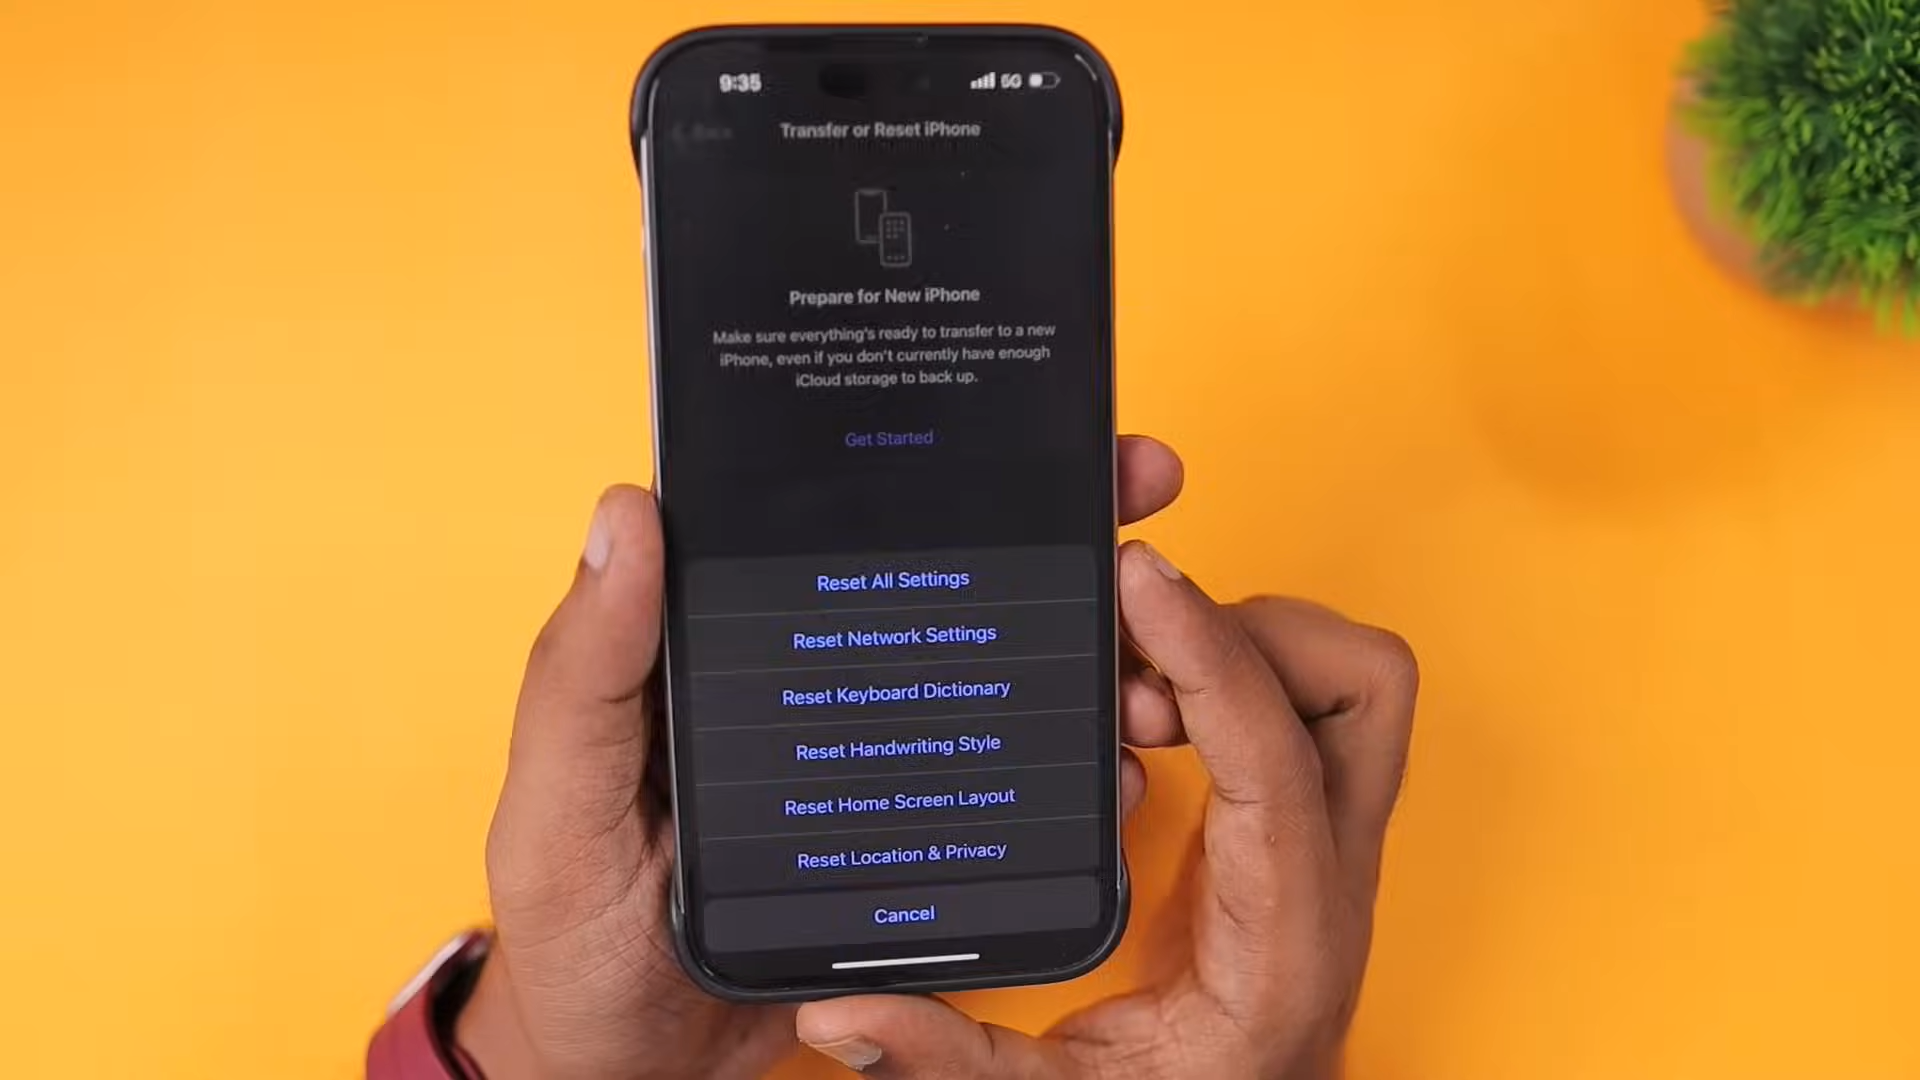 9:35
5G
Transfer or Reset iPhone
Prepare for New iPhone
Make sure everything's ready to transfer to a new
iPhone, even if you don't currently have enough
iCloud storage to back up.
Get Started
Reset All Settings
Reset Network Settings
Reset Keyboard Dictionary
Reset Handwriting Style
Reset Home Screen Layout
Reset Location & Privacy
Cancel